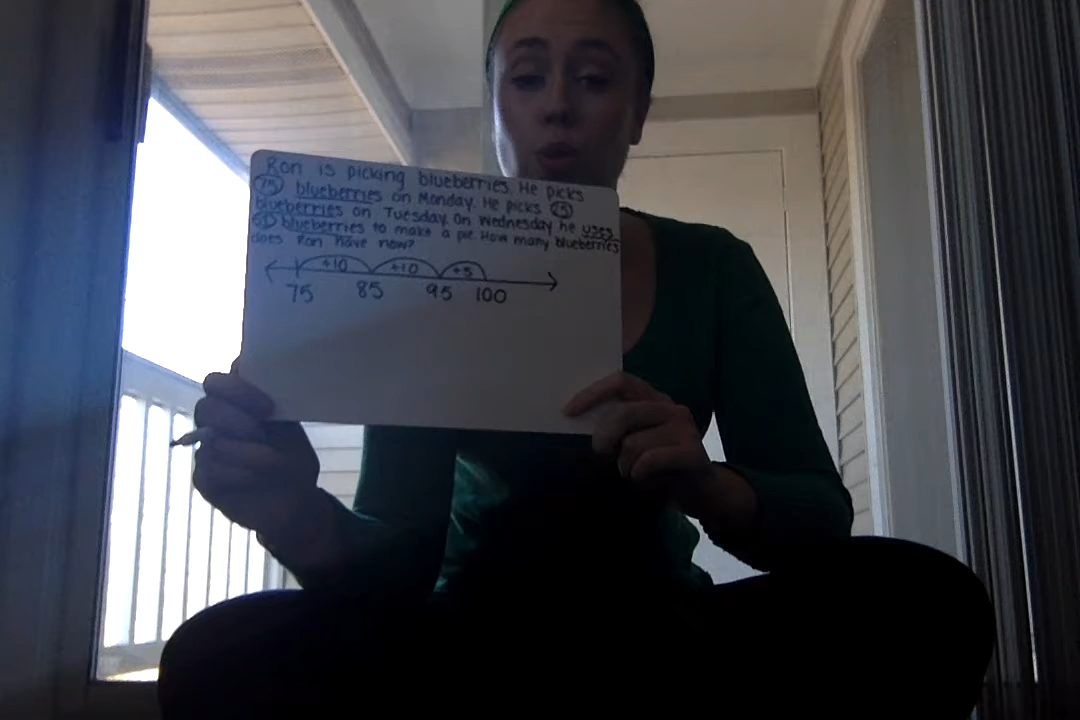 Ron is picking blueberries. He picks
75 blueberries on Monday. He picks 25
blueberries on Tuesday. On Wednesday he uses
blueberries to make a pie. How many blueberries
does Ron have now?
+10 +10 +5
75 85 95 100